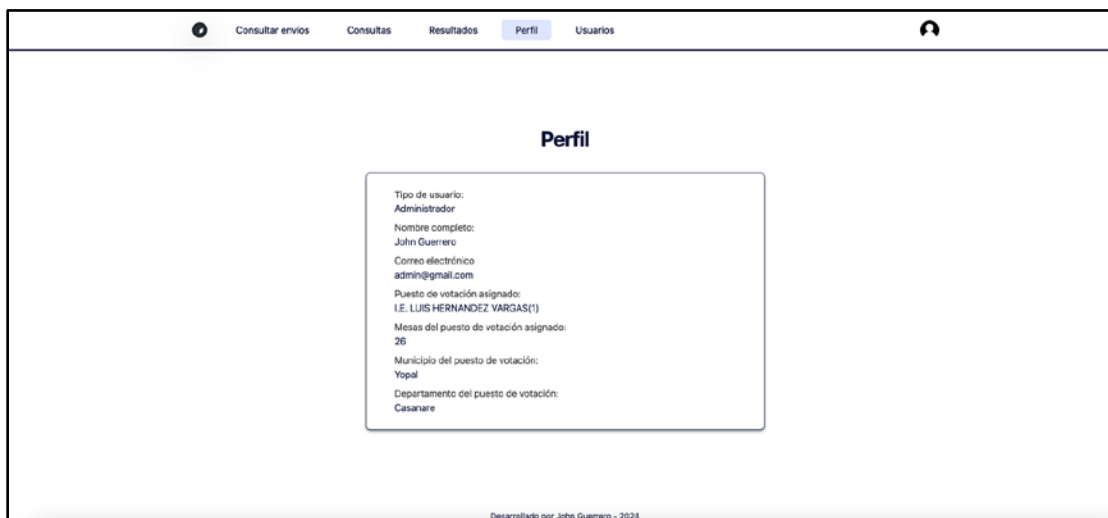 Consultar envios Consultas Resultados Perfil Usuarios
Perfil
Tipo de usuario:
Administrador
Nombre completo:
John Guerrero
Correo electrónico
admin@gmail.com
Puesto de votación asignado:
I.E. LUIS HERNANDEZ VARGAS(1)
Mesas del puesto de votación asignado:
26
Municipio del puesto de votación:
Yopal
Departamento del puesto de votación:
Casanare
Desarrollado por John Guerrero - 2024